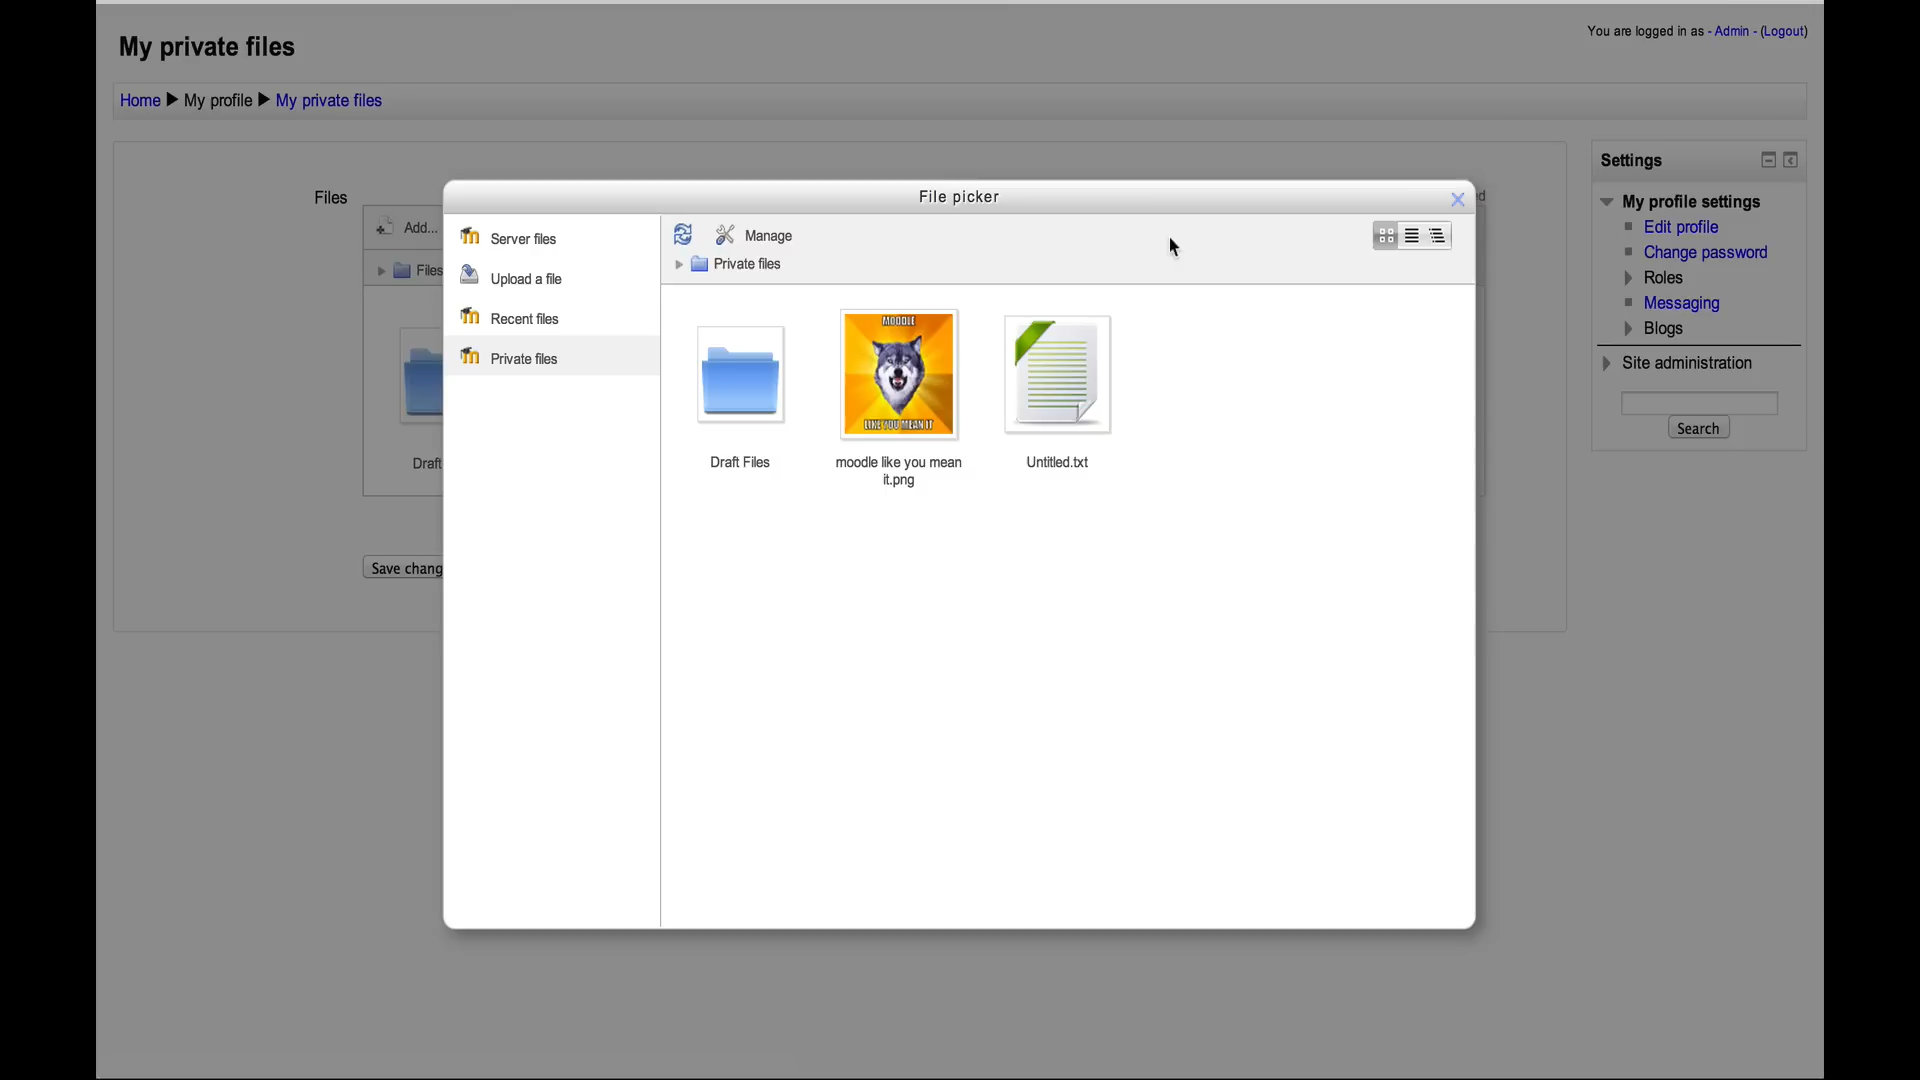 My private files
You are logged in as - Admin - (Logout)
Home My profile My private files
Files
Add...
Files
Draft
Save chang
File picker
Server files
Upload a file
Recent files
Private files
Manage
Private files
MOODLE
LIKE YOU MEAN IT
Draft Files
moodle like you mean
it.png
Untitled.txt
Settings
My profile settings
Edit profile
Change password
Roles
Messaging
Blogs
Site administration
Search